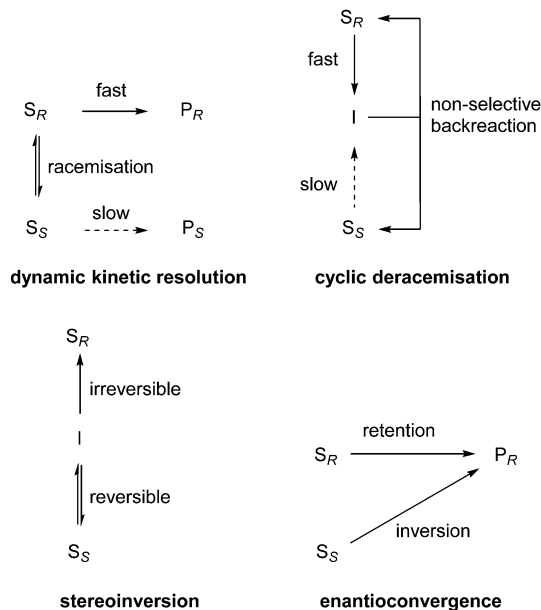 fast
S_R P_R
racemisation
slow
S_S P_S
dynamic kinetic resolution
S_R
fast
I
non-selective
backreaction
slow
S_S
cyclic deracemisation
S_R
irreversible
I
reversible
S_S
stereoinversion
retention
S_R P_R
inversion
S_S
enantioconvergence